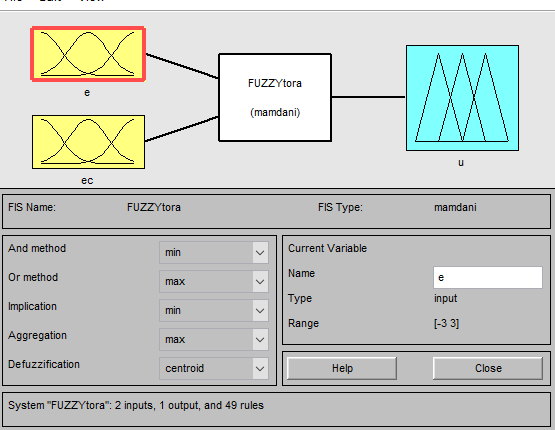 e
FUZZYtora
(mamdani)
ec
u
FIS Name: FUZZYtora FIS Type: mamdani
And method min
Or method max
Implication min
Aggregation max
Defuzzification centroid
Current Variable
Name e
Type input
Range [-3 3]
Help Close
System "FUZZYtora": 2 inputs, 1 output, and 49 rules